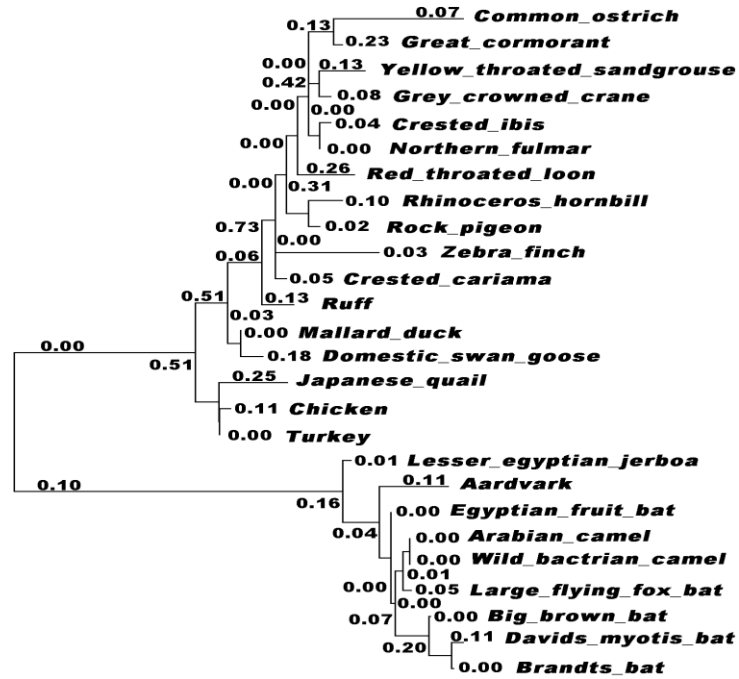 0.07 Common_ostrich
0.13
0.23 Great_cormorant
0.00 0.13 Yellow_throated_sandgrouse
0.42
0.08 Grey_crowned_crane
0.00 0.00
0.04 Crested_ibis
0.00
0.00 Northern_fulmar
0.26 Red_throated_loon
0.00 0.31
0.10 Rhinoceros_hornbill
0.73 0.02 Rock_pigeon
0.00
0.06 0.03 Zebra_finch
0.05 Crested_cariama
0.51 0.13 Ruff
0.03
0.00 Mallard_duck
0.00
0.51 0.18 Domestic_swan_goose
0.25 Japanese_quail
0.11 Chicken
0.00 Turkey
0.01 Lesser_egyptian_jerboa
0.10 0.11 Aardvark
0.16
0.00 Egyptian_fruit_bat
0.04
0.00 Arabian_camel
0.00 Wild_bactrian_camel
0.01
0.00 0.05 Large_flying_fox_bat
0.00
0.07 0.00 Big_brown_bat
0.11 Davids_myotis_bat
0.20
0.00 Brandts_bat